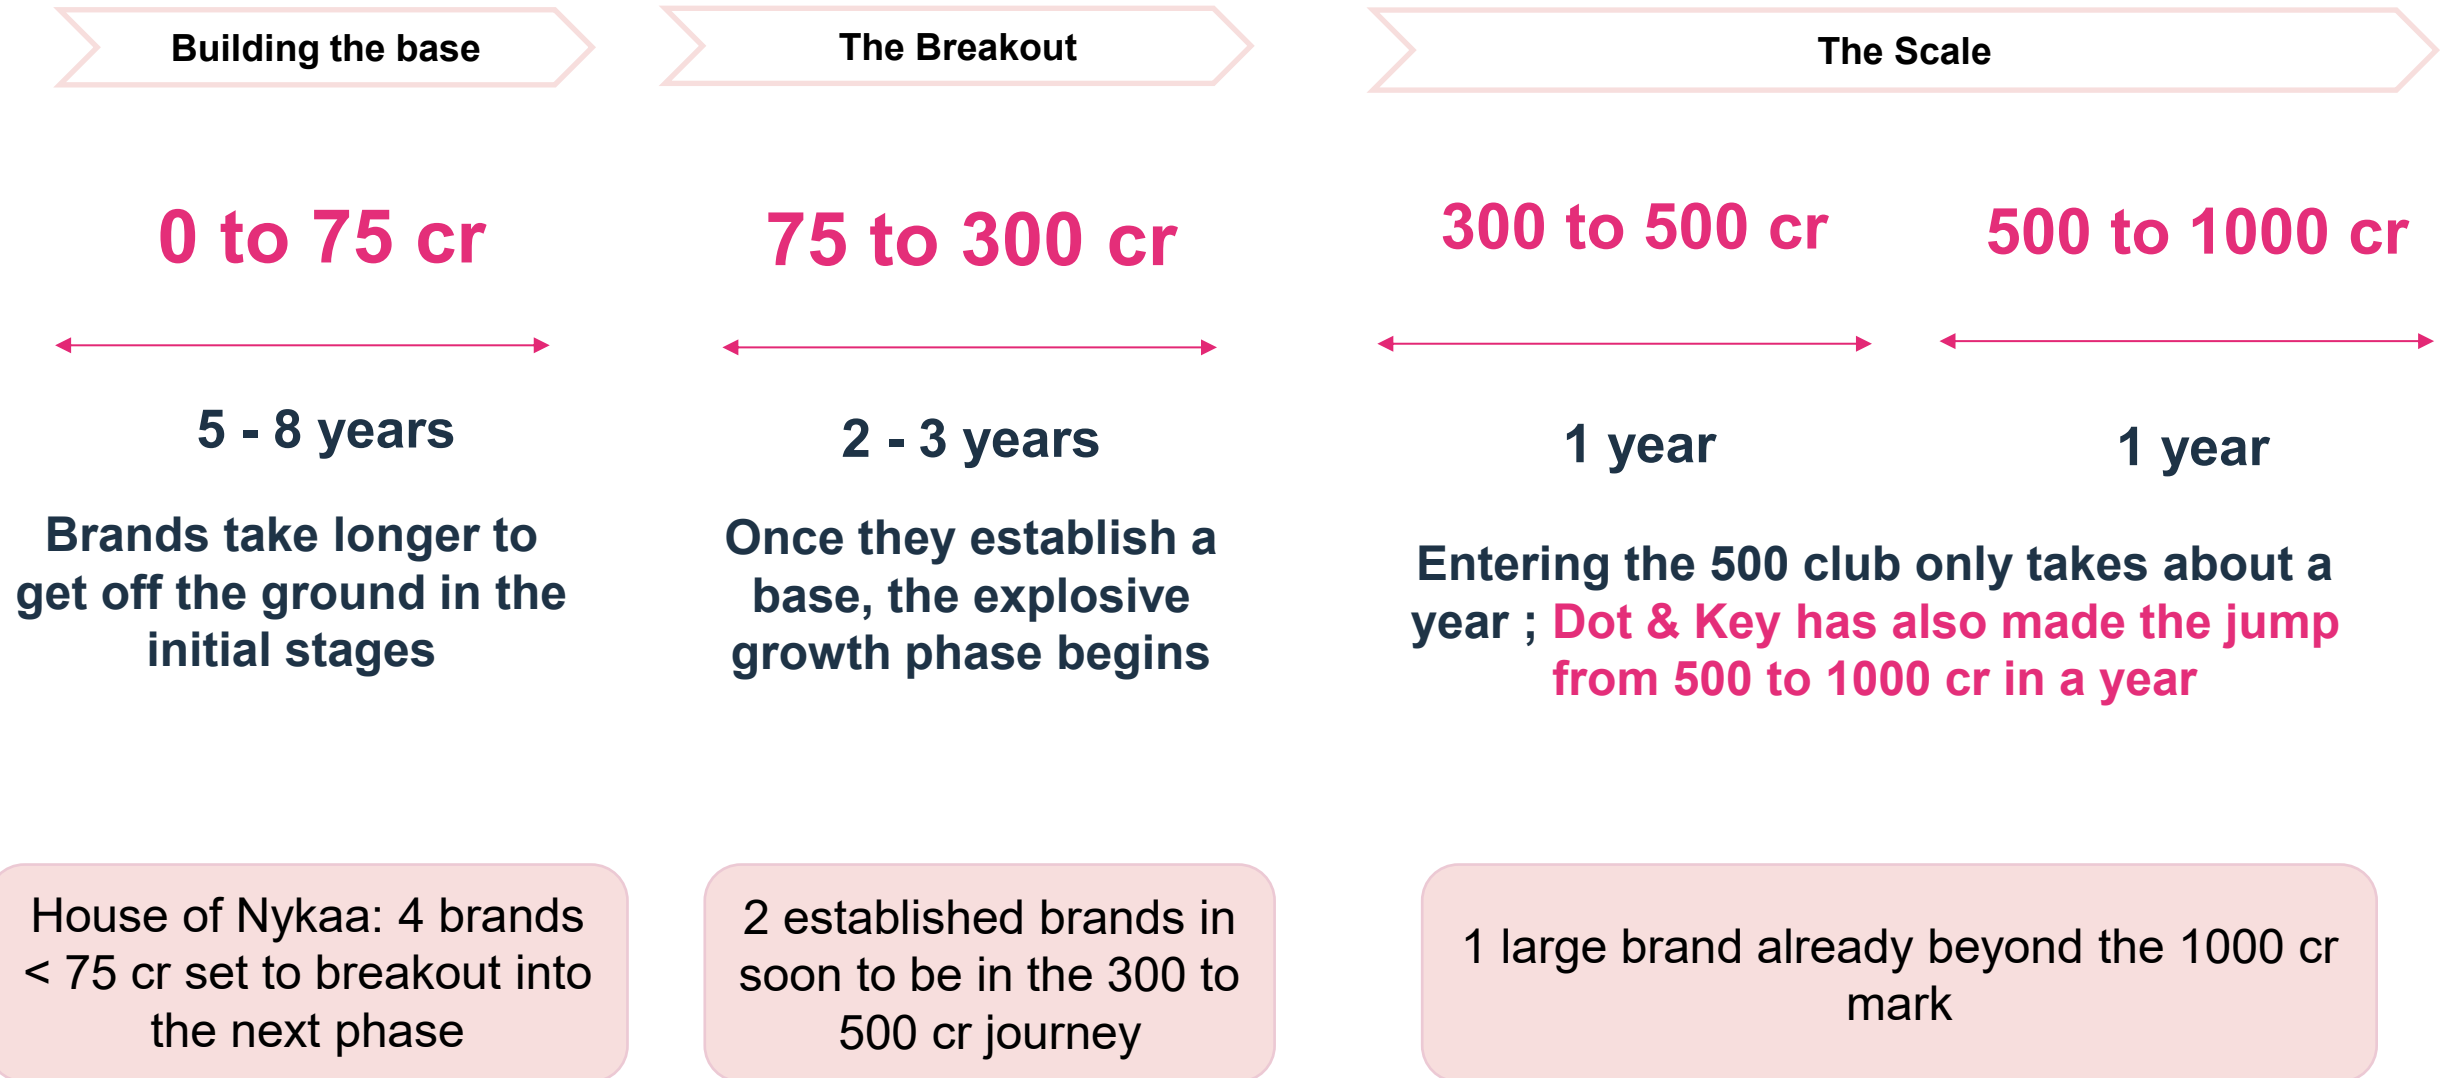 Building the base
The Breakout
The Scale
0 to 75 cr
75 to 300 cr
300 to 500 cr
500 to 1000 cr
5 - 8 years
2 - 3 years
1 year
1 year
Brands take longer to
get off the ground in the
initial stages
Once they establish a
base, the explosive
growth phase begins
Entering the 500 club only takes about a
year ; Dot & Key has also made the jump
from 500 to 1000 cr in a year
House of Nykaa: 4 brands
< 75 cr set to breakout into
the next phase
2 established brands in
soon to be in the 300 to
500 cr journey
1 large brand already beyond the 1000 cr
mark